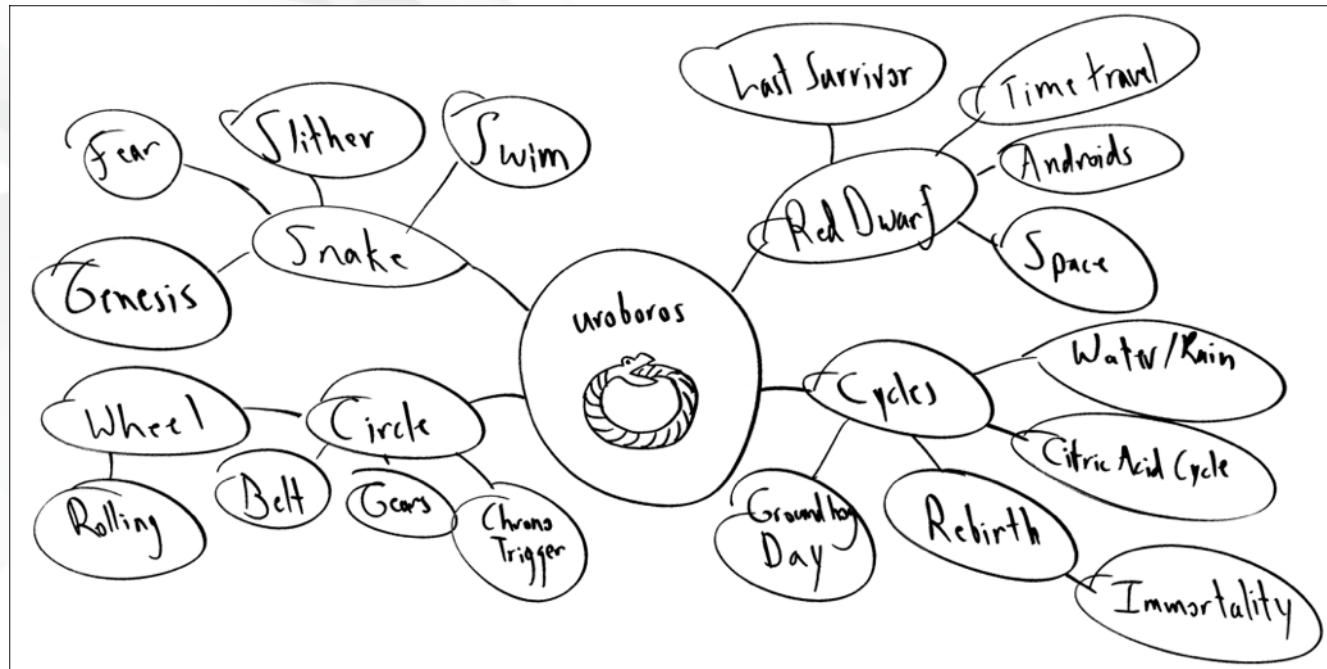 uroboros
Snake
Fear
Slither
Swim
Genesis
Red Dwarf
Last Survivor
Time travel
Androids
Space
Circle
Wheel
Rolling
Belt
Gears
Chrono
Trigger
Cycles
Water/Rain
Citric Acid Cycle
Rebirth
Immortality
Groundhog
Day